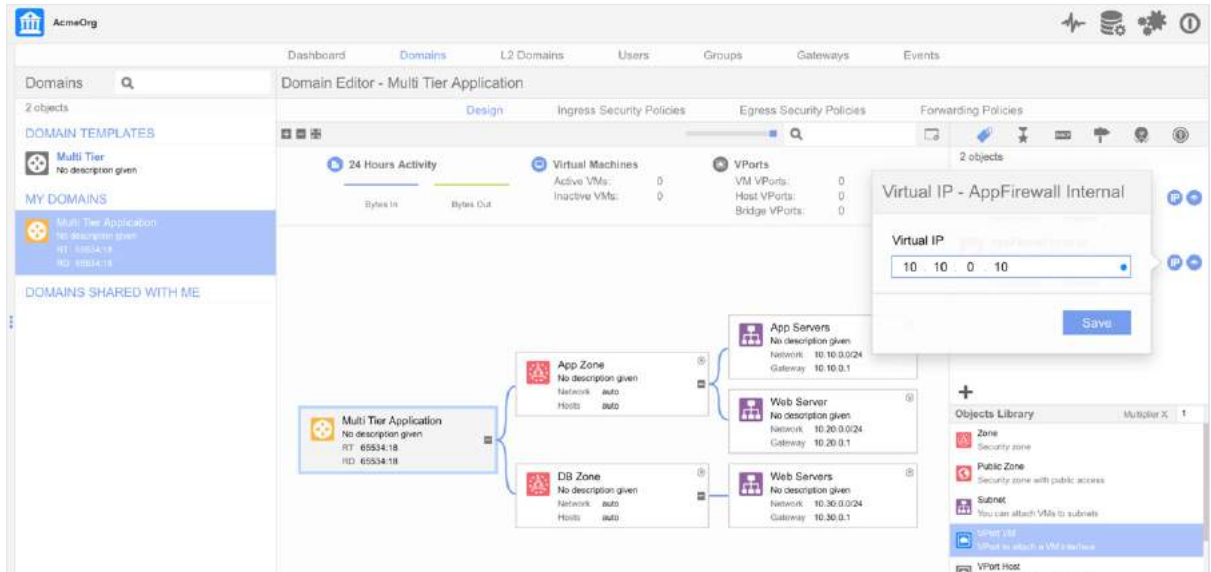 AcmeOrg
Dashboard Domains L2 Domains Users Groups Gateways Events
Domains
Domain Editor - Multi Tier Application
2 objects
Design Ingress Security Policies Egress Security Policies Forwarding Policies
DOMAIN TEMPLATES
Multi Tier
No description given
MY DOMAINS
Multi Tier Application
No description given
RT 65534:18
RD 65534:18
DOMAINS SHARED WITH ME
24 Hours Activity
Bytes In Bytes Out
Virtual Machines
Active VMs: 0
Inactive VMs: 0
VPorts
VM VPorts: 0
Host VPorts: 0
Bridge VPorts: 0
2 objects
IP
IP
Virtual IP - AppFirewall Internal
Virtual IP
10 . 10 . 0 . 10
Save
Multi Tier Application
No description given
RT 65534:18
RD 65534:18
App Zone
No description given
Network auto
Hosts auto
DB Zone
No description given
Network auto
Hosts auto
App Servers
No description given
Network 10.10.0.0/24
Gateway 10.10.0.1
Web Server
No description given
Network 10.20.0.0/24
Gateway 10.20.0.1
Web Servers
No description given
Network 10.30.0.0/24
Gateway 10.30.0.1
Objects Library Multiplier X 1
Zone
Security zone
Public Zone
Security zone with public access
Subnet
You can attach VMs to subnets
VPort VM
VPort to attach a VM interface
VPort Host